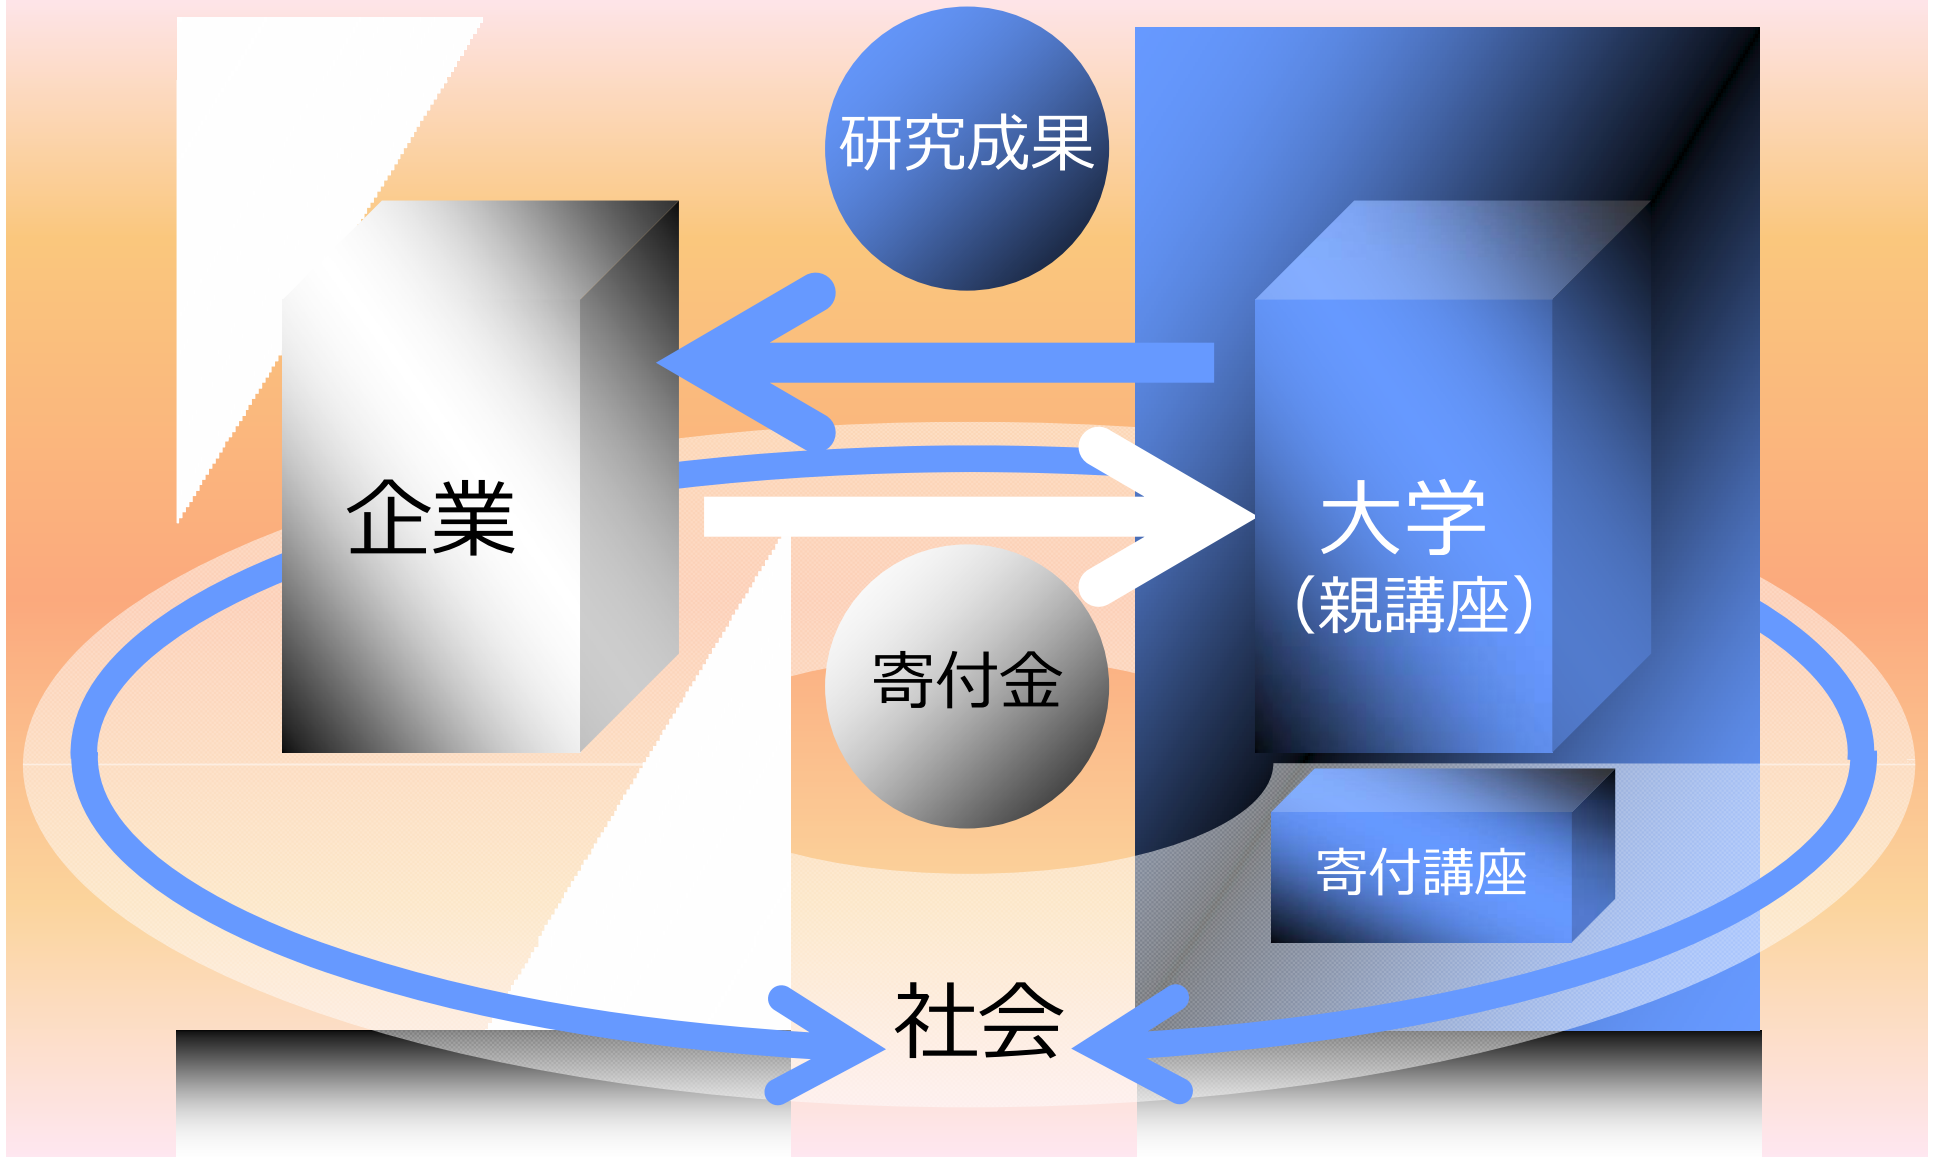 研究成果
企業
大学
（親講座）
寄付金
寄付講座
社会